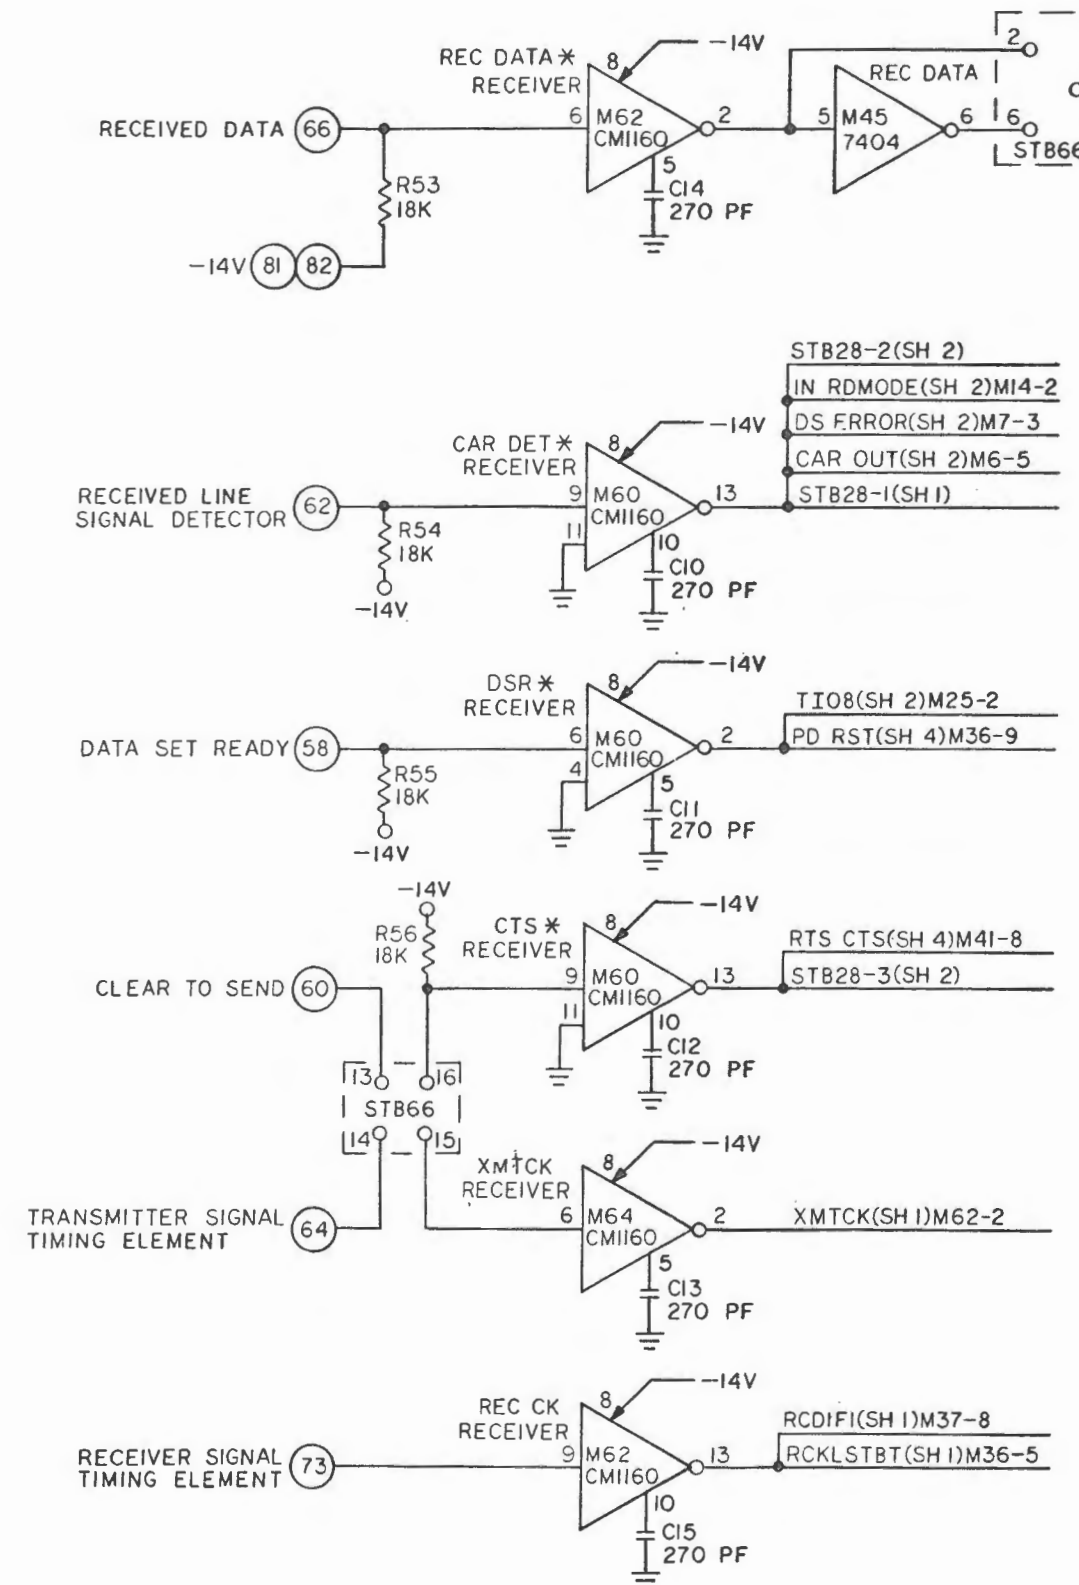 -14V
8
REC DATA*
RECEIVER
REC DATA
2
RECEIVED DATA 66
6 M62 2
CM1160
5 M45 6
7404
6
STB66
5
C14
270 PF
R53
18K
-14V 81 82
STB28-2(SH 2)
IN RDMODE(SH 2)M14-2
-14V
DS ERROR(SH 2)M7-3
8
CAR DET*
RECEIVER
CAR OUT(SH 2)M6-5
RECEIVED LINE
SIGNAL DETECTOR 62
9 M60 13
CM1160
STB28-1(SH 1)
R54
18K
11
10
C10
270 PF
-14V
-14V
8
DSR*
RECEIVER
TIO8(SH 2)M25-2
DATA SET READY 58
6 M60 2
CM1160
PD RST(SH 4)M36-9
R55
18K
4
5
C11
270 PF
-14V
-14V
-14V
8
R56
18K
CTS*
RECEIVER
RTS CTS(SH 4)M41-8
CLEAR TO SEND 60
9 M60 13
CM1160
STB28-3(SH 2)
11
10
C12
270 PF
13 16
STB66
14 15
-14V
8
XMTCK
RECEIVER
TRANSMITTER SIGNAL
TIMING ELEMENT 64
6 M64 2
CM1160
XMTCK(SH 1)M62-2
5
C13
270 PF
-14V
8
REC CK
RECEIVER
RCDIFI(SH 1)M37-8
RECEIVER SIGNAL
TIMING ELEMENT 73
9 M62 13
CM1160
RCKLSTBT(SH 1)M36-5
10
C15
270 PF